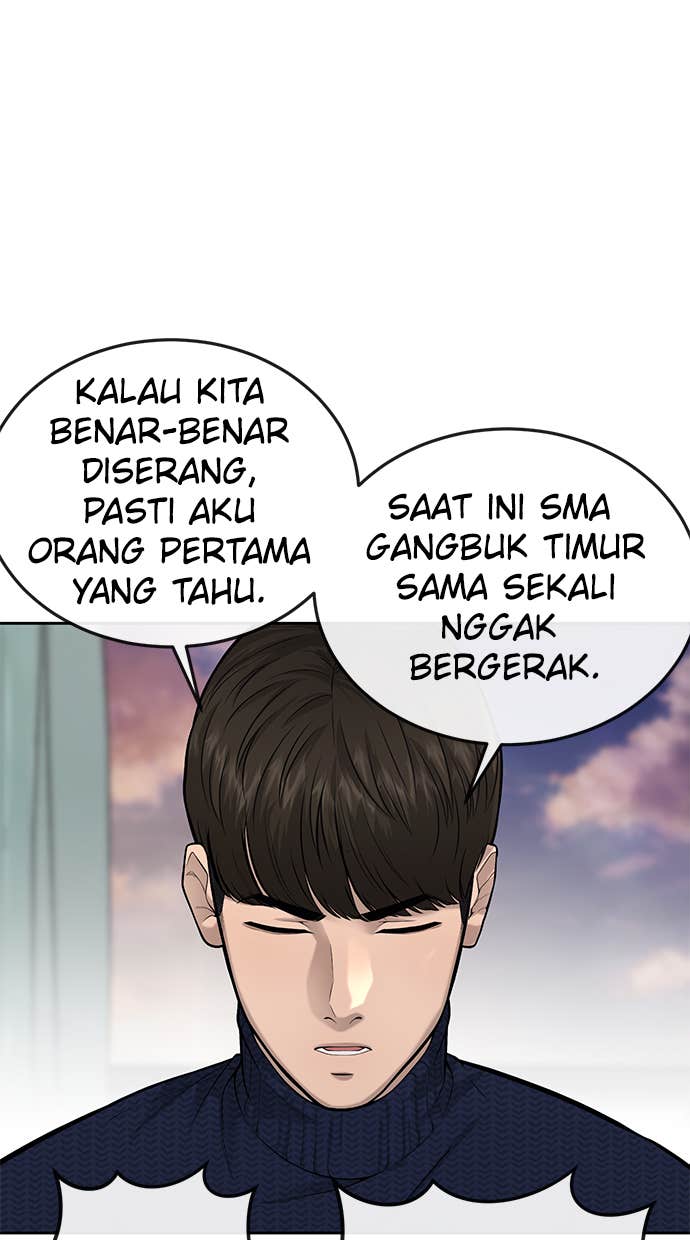 KALAU KITA
BENAR-BENAR
DISERANG,
PASTI AKU
ORANG PERTAMA
YANG TAHU.
SAAT INI SMA
GANGBUK TIMUR
SAMA SEKALI
NGGAK
BERGERAK.